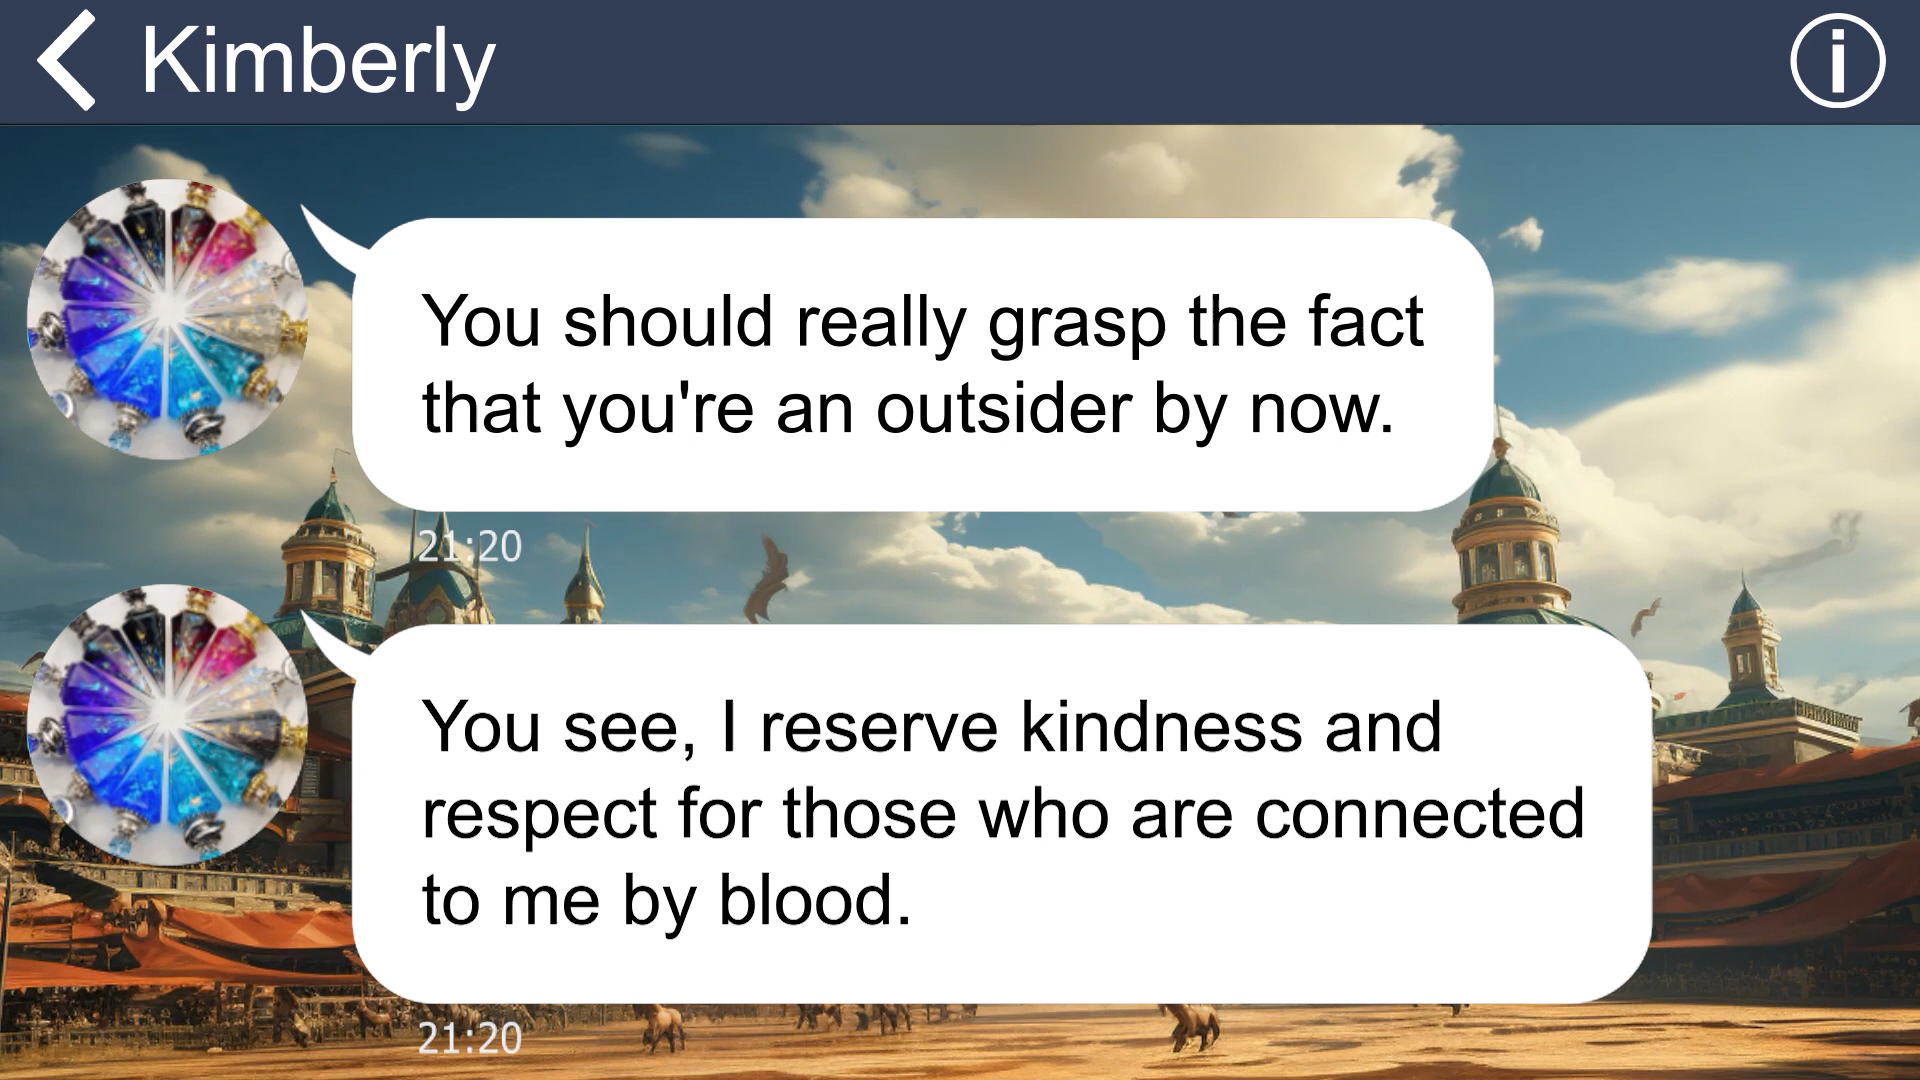 Kimberly
You should really grasp the fact
that you're an outsider by now.
21:20
You see, I reserve kindness and
respect for those who are connected
to me by blood.
21:20